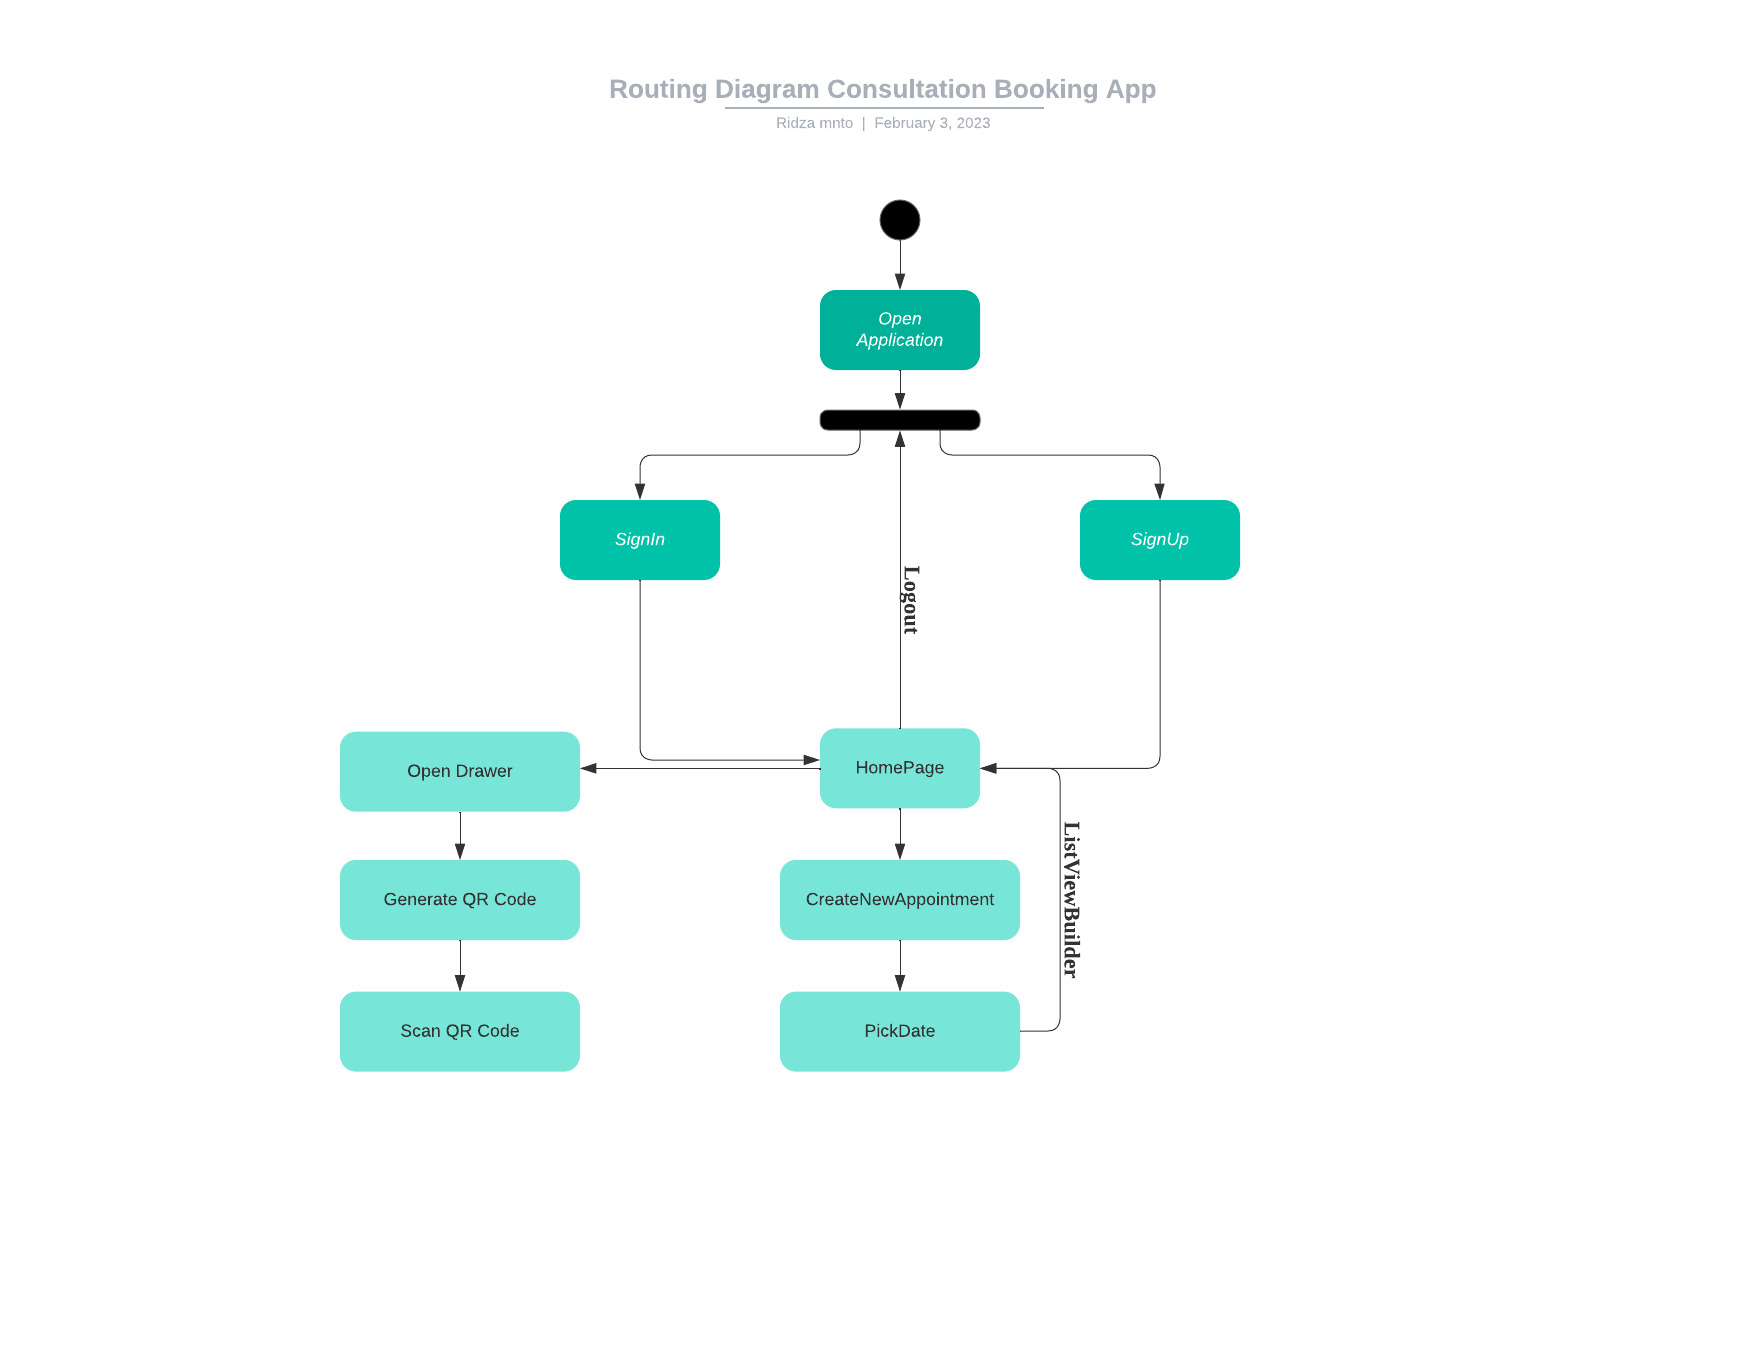 Routing Diagram Consultation Booking App
Ridza mnto | February 3, 2023
Open
Application
SignIn
SignUp
Logout
Open Drawer
HomePage
ListViewBuilder
Generate QR Code
CreateNewAppointment
Scan QR Code
PickDate